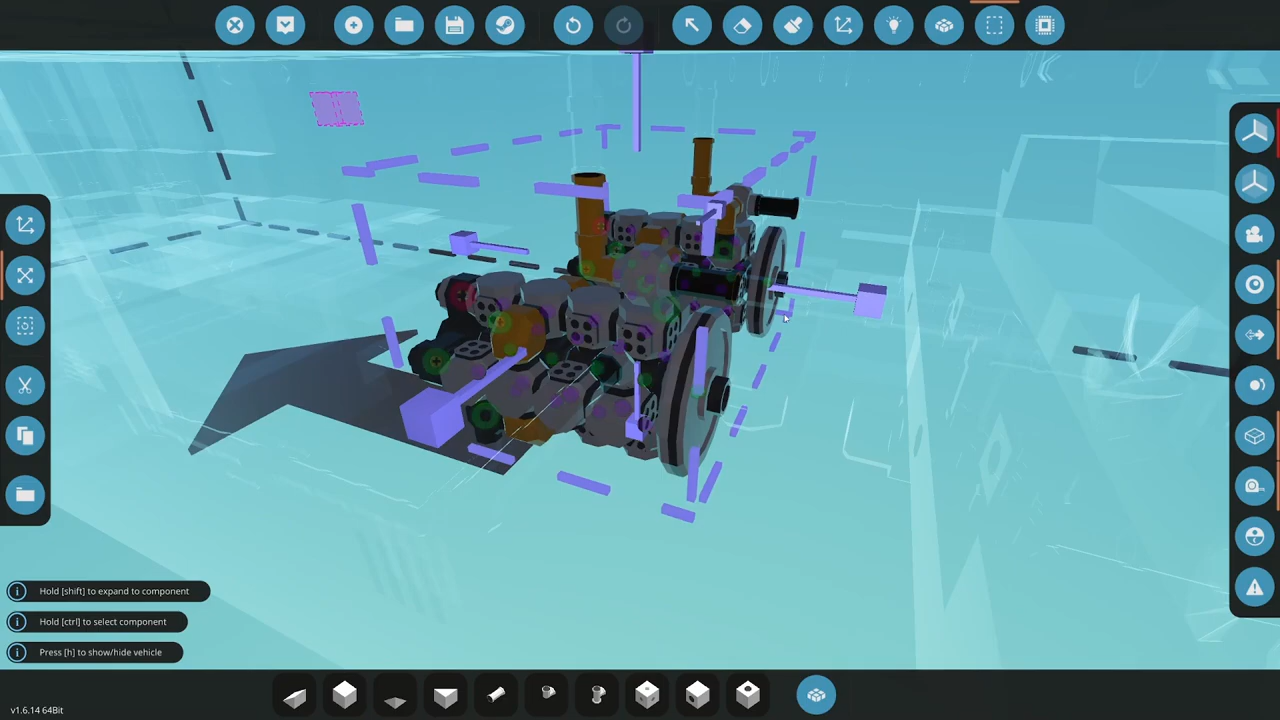 Hold [shift] to expand to component
Hold [ctrl] to select component
Press [h] to show/hide vehicle
v1.6.14 64Bit